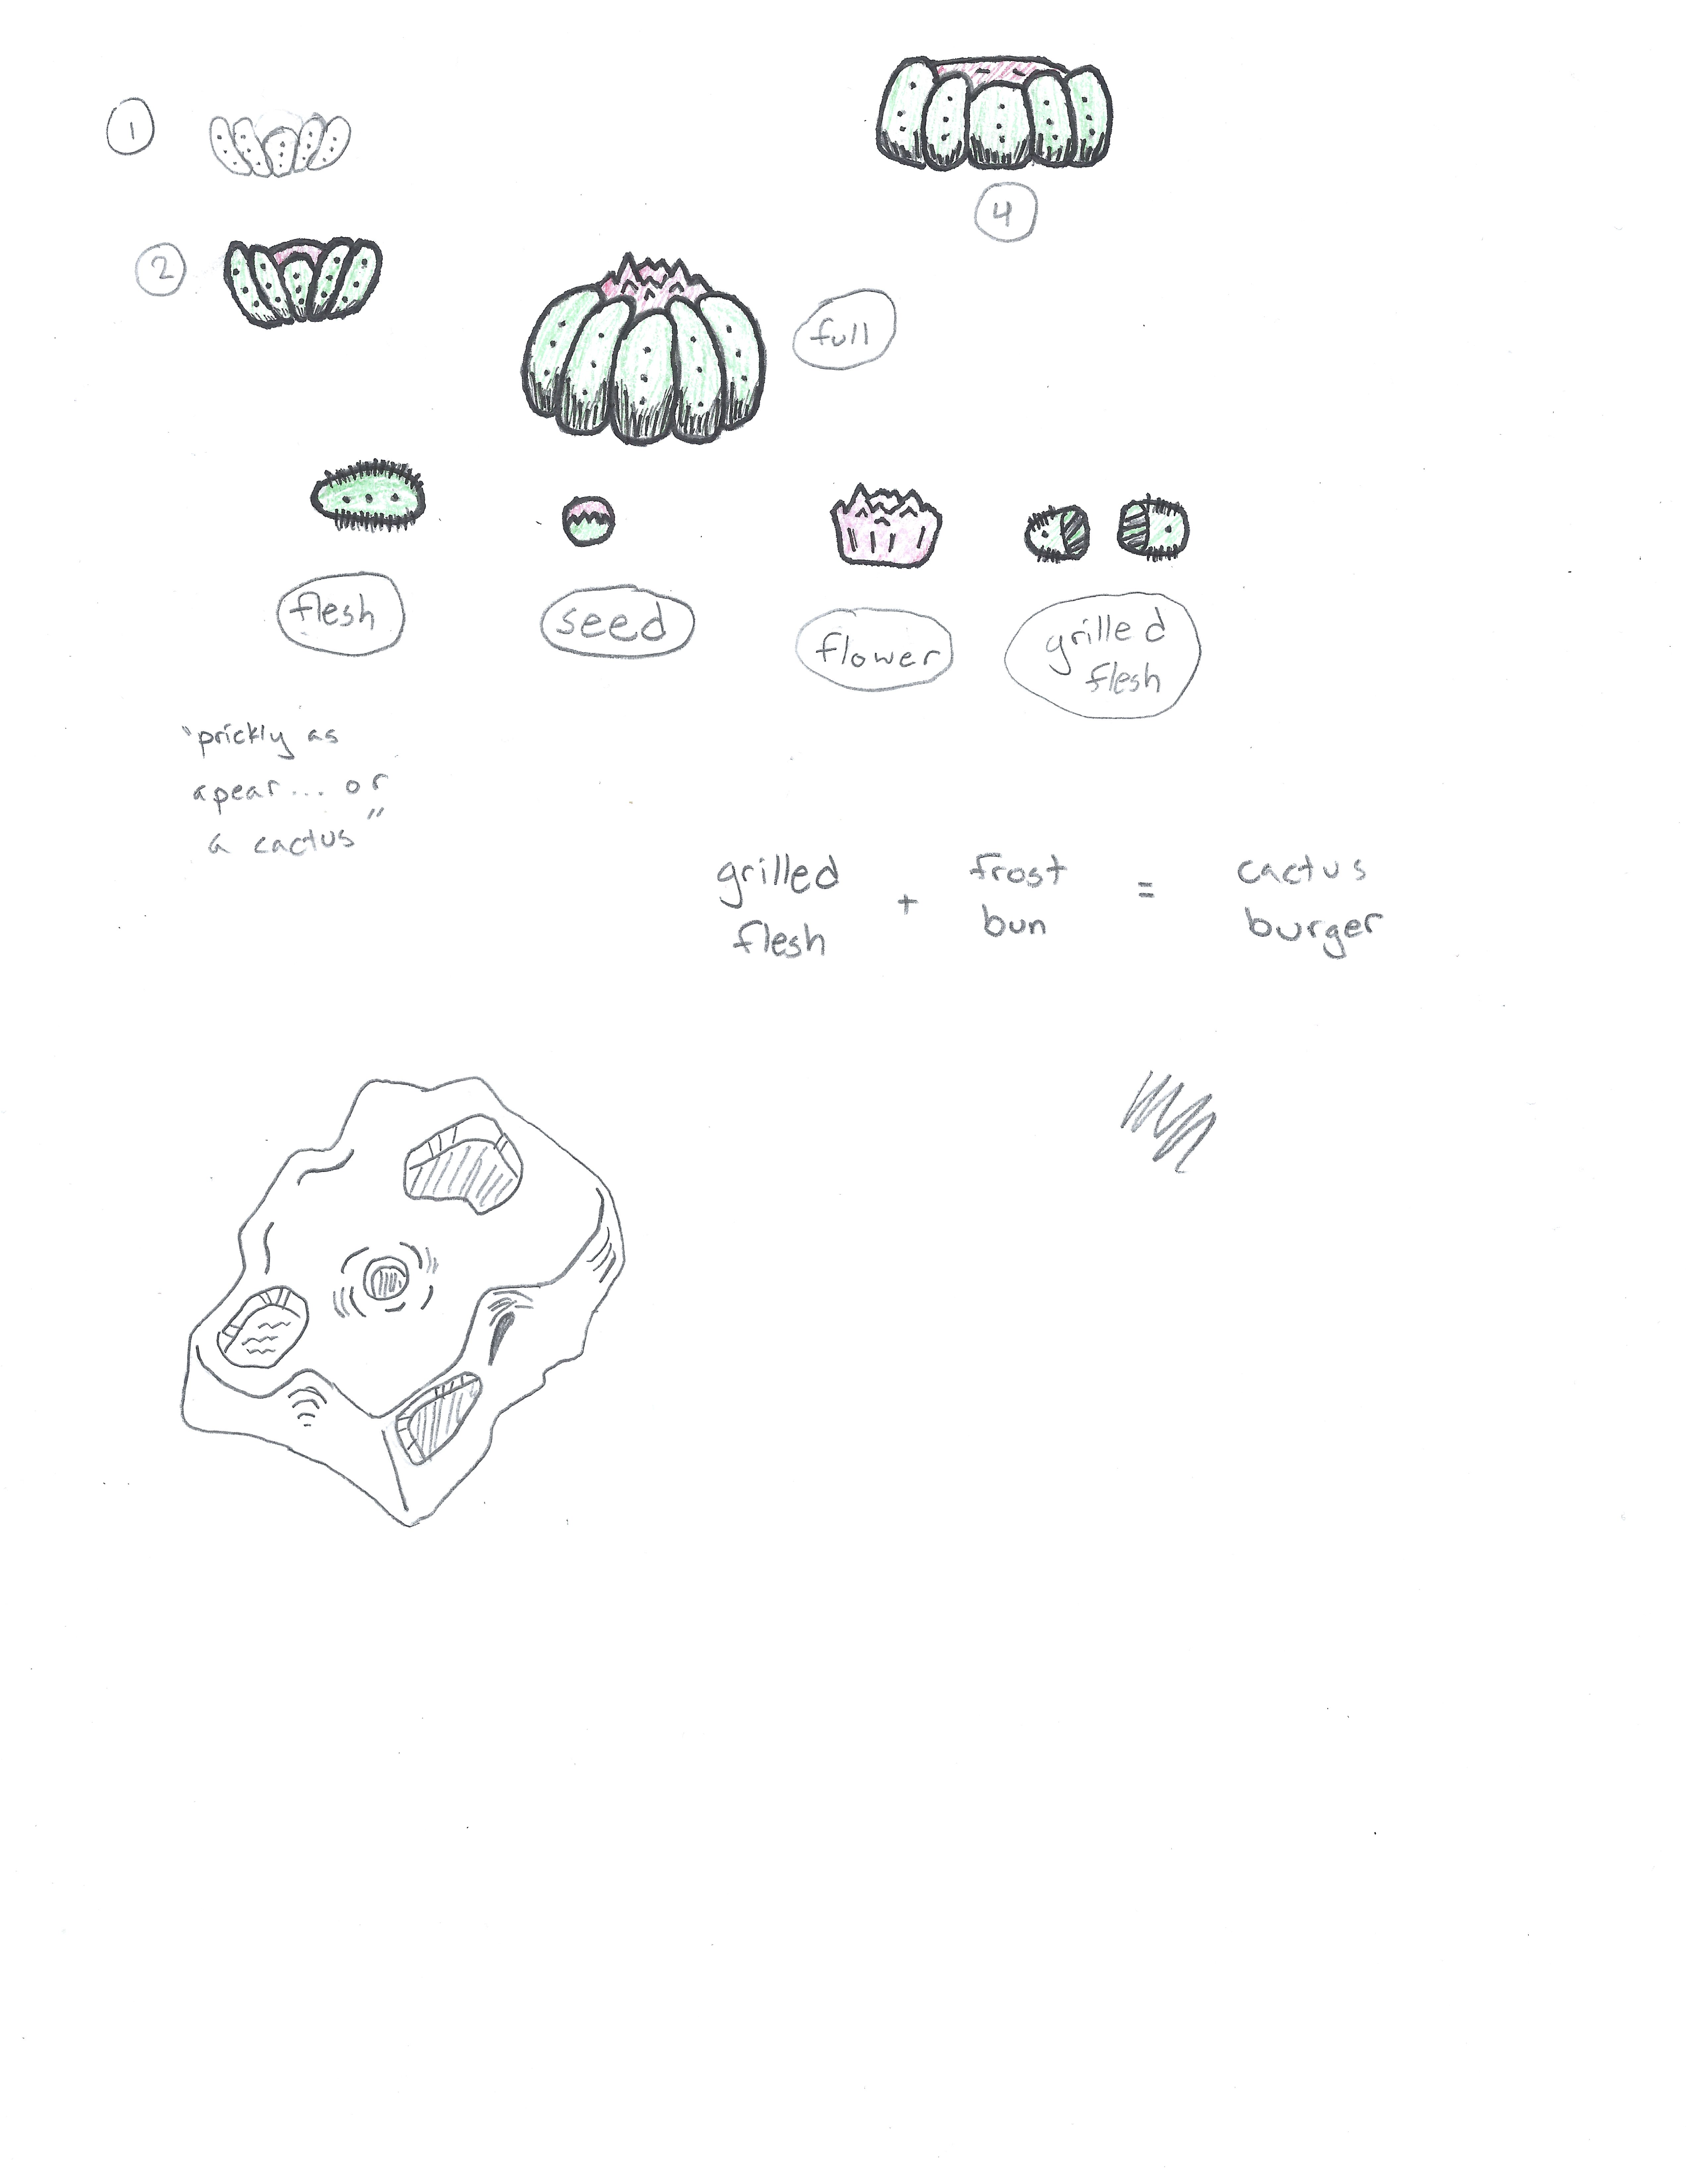 1
4
2
full
flesh
seed
flower
grilled
flesh
"prickly as
apear... or
a cactus"
grilled flesh + frost bun = cactus burger